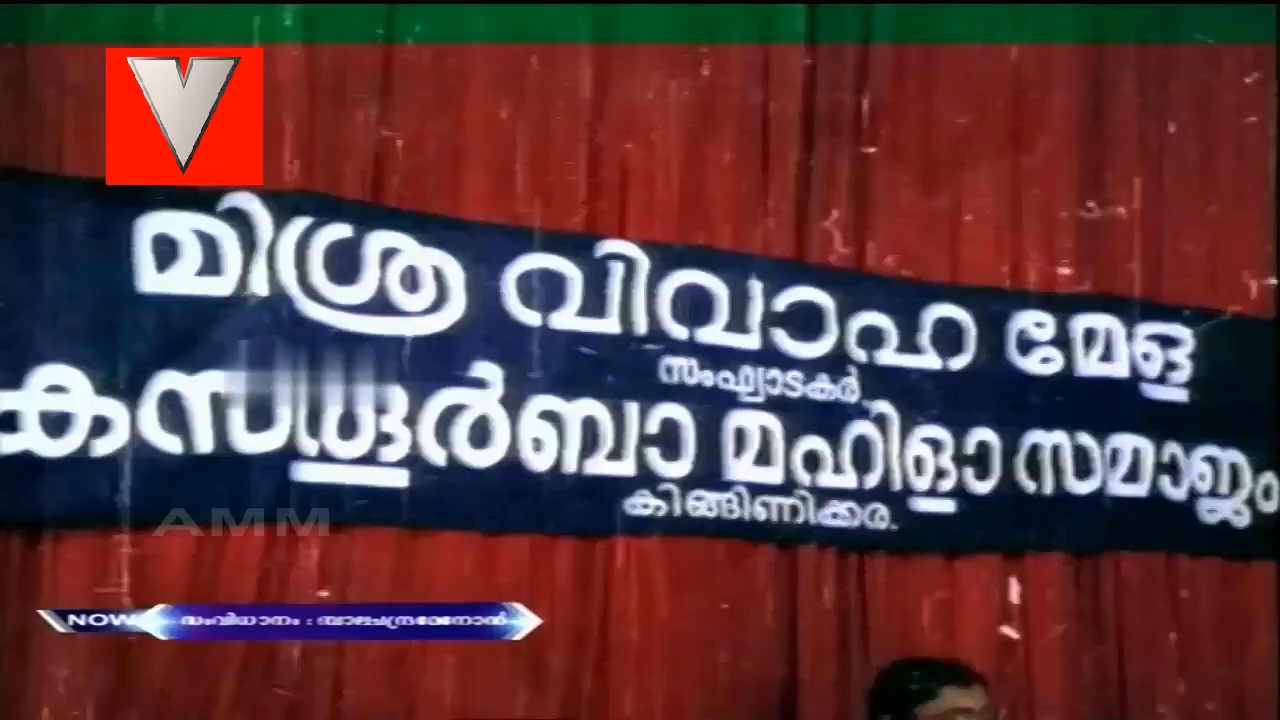 V
മിശ്ര വിവാഹ മേള
സംഘാടകർ
കസ്തൂർബാ മഹിളാ സമാജം
കിങ്ങിണിക്കര.
AMM
NOW സംവിധാനം : ബാലചന്ദ്രമേനോൻ